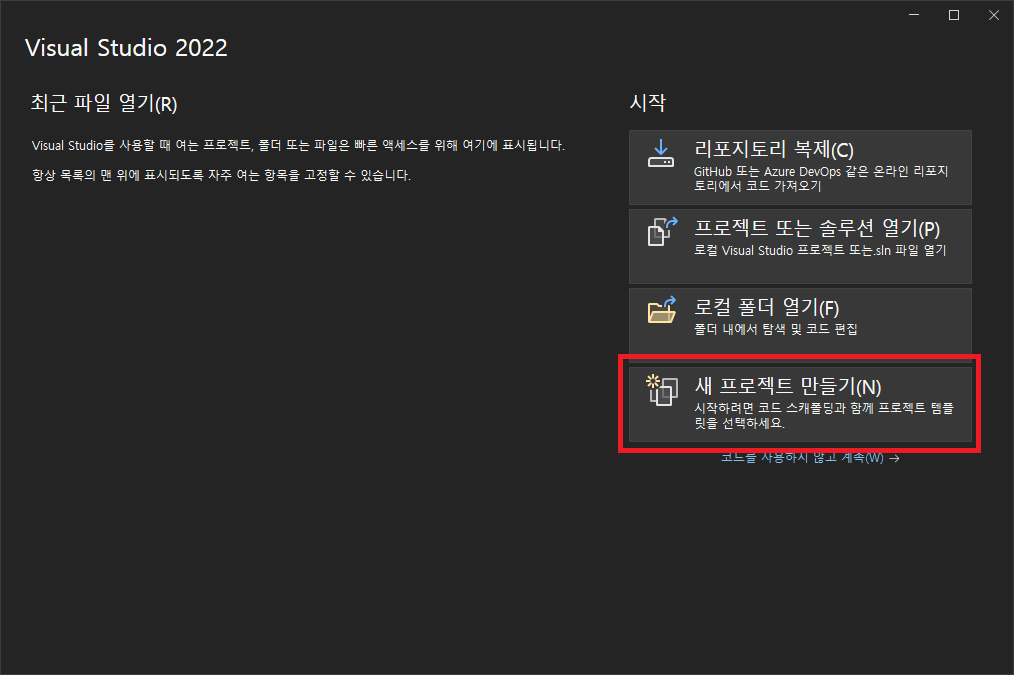 Visual Studio 2022
최근 파일 열기(R)
Visual Studio를 사용할 때 여는 프로젝트, 폴더 또는 파일은 빠른 액세스를 위해 여기에 표시됩니다.
항상 목록의 맨 위에 표시되도록 자주 여는 항목을 고정할 수 있습니다.
시작
리포지토리 복제(C)
GitHub 또는 Azure DevOps 같은 온라인 리포지
토리에서 코드 가져오기
프로젝트 또는 솔루션 열기(P)
로컬 Visual Studio 프로젝트 또는.sln 파일 열기
로컬 폴더 열기(F)
폴더 내에서 탐색 및 코드 편집
새 프로젝트 만들기(N)
시작하려면 코드 스캐폴딩과 함께 프로젝트 템플
릿을 선택하세요.
코드를 사용하지 않고 계속(W) →